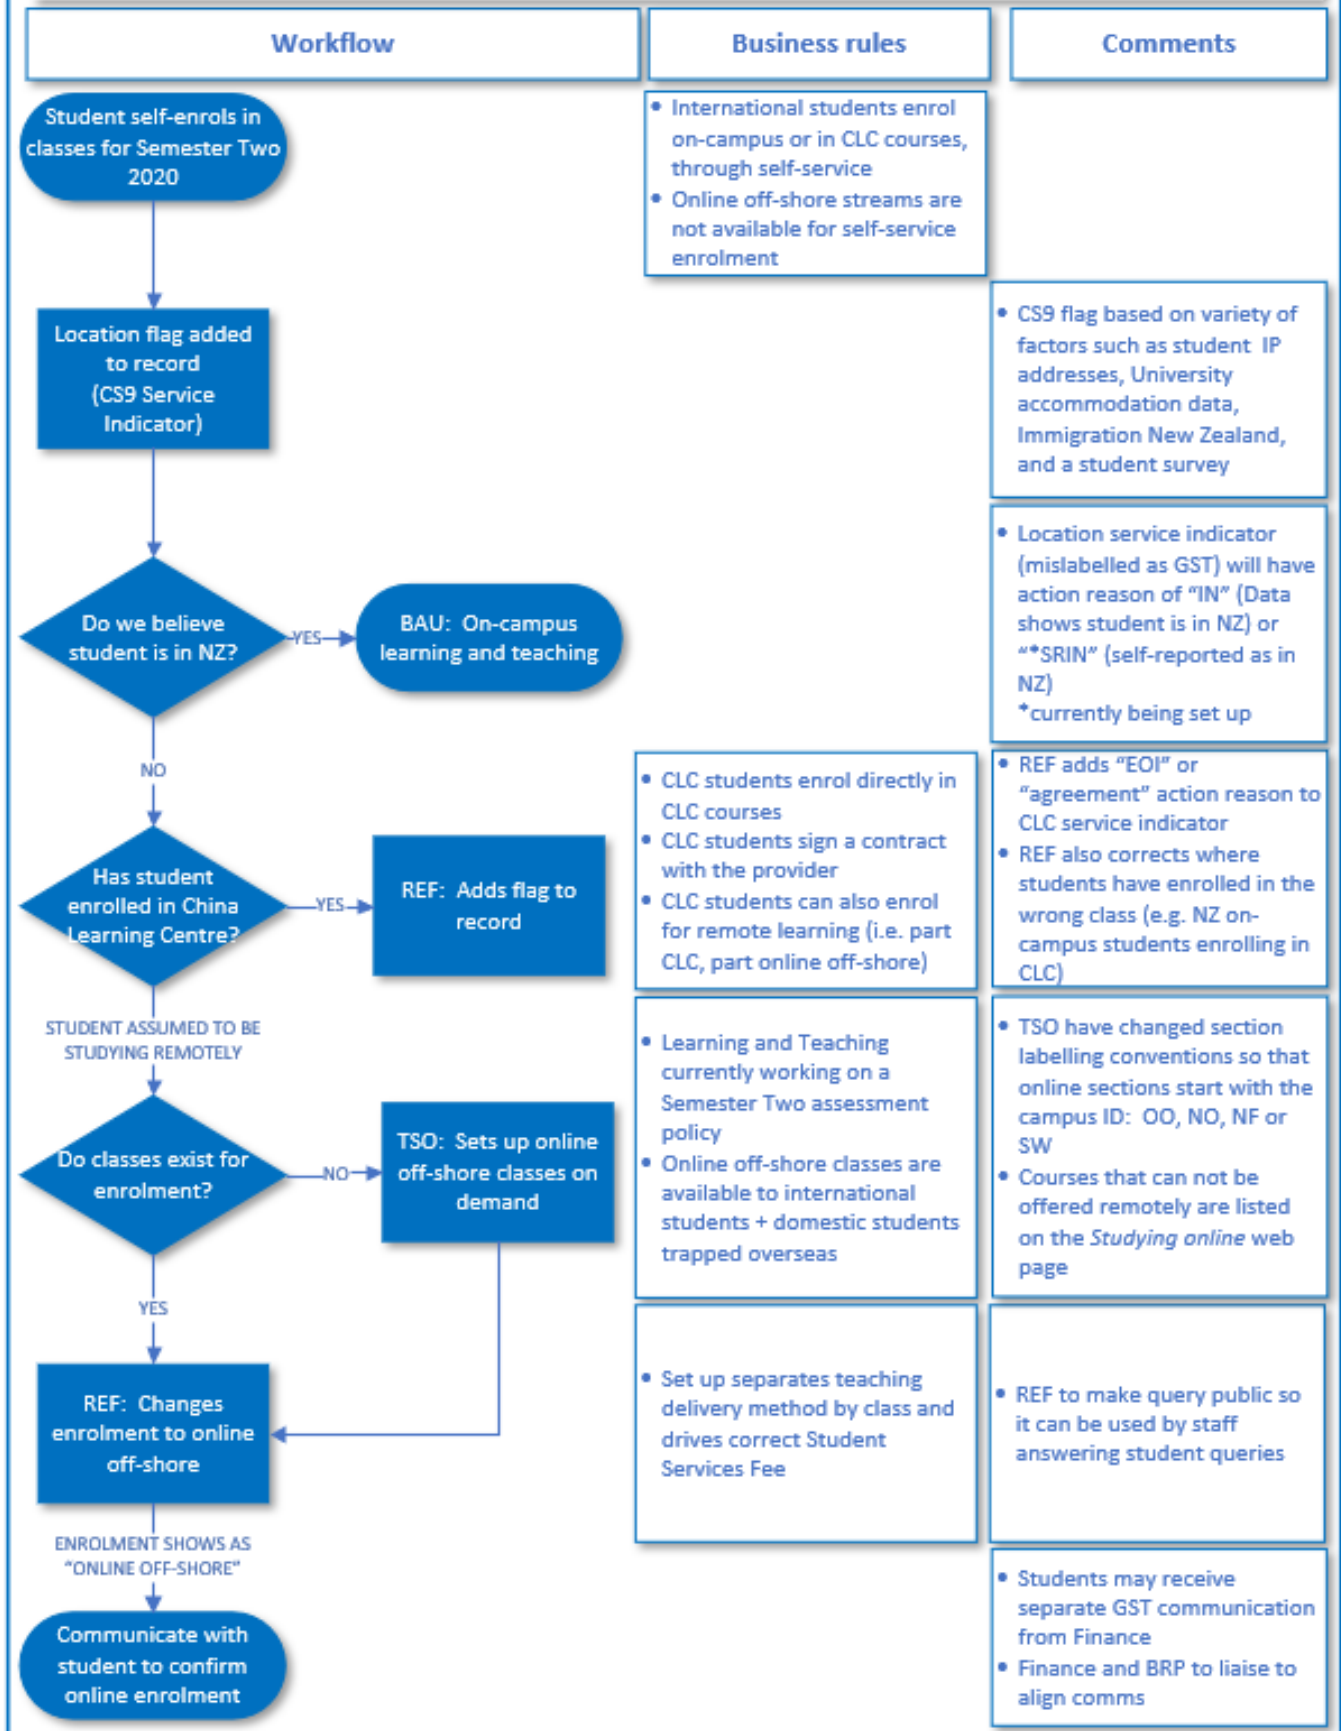 Workflow
Business rules
Comments
Student self-enrols in
classes for Semester Two
2020
• International students enrol
on-campus or in CLC courses,
through self-service
• Online off-shore streams are
not available for self-service
enrolment
Location flag added
to record
(CS9 Service
Indicator)
• CS9 flag based on variety of
factors such as student IP
addresses, University
accommodation data,
Immigration New Zealand,
and a student survey
Do we believe
student is in NZ?
YES
BAU: On-campus
learning and teaching
• Location service indicator
(mislabelled as GST) will have
action reason of “IN” (Data
shows student is in NZ) or
“*SRIN” (self-reported as in
NZ)
*currently being set up
NO
Has student
enrolled in China
Learning Centre?
YES
REF: Adds flag to
record
• CLC students enrol directly in
CLC courses
• CLC students sign a contract
with the provider
• CLC students can also enrol
for remote learning (i.e. part
CLC, part online off-shore)
• REF adds “EOI” or
“agreement” action reason to
CLC service indicator
• REF also corrects where
students have enrolled in the
wrong class (e.g. NZ on-
campus students enrolling in
CLC)
STUDENT ASSUMED TO BE
STUDYING REMOTELY
Do classes exist for
enrolment?
NO
TSO: Sets up online
off-shore classes on
demand
• Learning and Teaching
currently working on a
Semester Two assessment
policy
• Online off-shore classes are
available to international
students + domestic students
trapped overseas
• TSO have changed section
labelling conventions so that
online sections start with the
campus ID: OO, NO, NF or
SW
• Courses that can not be
offered remotely are listed
on the Studying online web
page
YES
REF: Changes
enrolment to online
off-shore
• Set up separates teaching
delivery method by class and
drives correct Student
Services Fee
• REF to make query public so
it can be used by staff
answering student queries
ENROLMENT SHOWS AS
“ONLINE OFF-SHORE”
Communicate with
student to confirm
online enrolment
• Students may receive
separate GST communication
from Finance
• Finance and BRP to liaise to
align comms